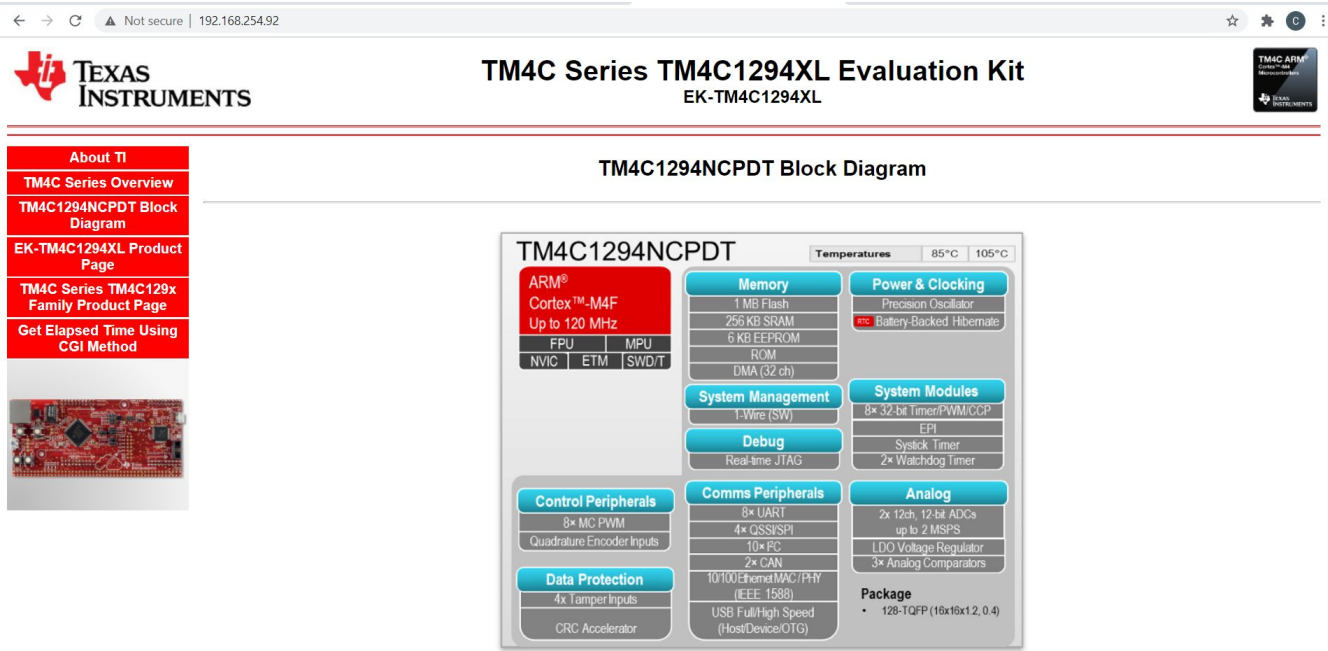 Not secure | 192.168.254.92
C
TEXAS
INSTRUMENTS
TM4C Series TM4C1294XL Evaluation Kit
EK-TM4C1294XL
TM4C ARM®
Cortex™-M4
Microcontrollers
TEXAS
INSTRUMENTS
About TI
TM4C Series Overview
TM4C1294NCPDT Block
Diagram
EK-TM4C1294XL Product
Page
TM4C Series TM4C129x
Family Product Page
Get Elapsed Time Using
CGI Method
TM4C1294NCPDT Block Diagram
TM4C1294NCPDT
Temperatures 85°C 105°C
ARM®
Cortex™-M4F
Up to 120 MHz
FPU MPU
NVIC ETM SWD/T
Memory
1 MB Flash
256 KB SRAM
6 KB EEPROM
ROM
DMA (32 ch)
Power & Clocking
Precision Oscillator
RTC Battery-Backed Hibernate
System Management
1-Wire (SW)
Debug
Real-time JTAG
System Modules
8× 32-bit Timer/PWM/CCP
EPI
Systick Timer
2× Watchdog Timer
Control Peripherals
8× MC PWM
Quadrature Encoder Inputs
Data Protection
4x Tamper Inputs
CRC Accelerator
Comms Peripherals
8× UART
4× QSSI/SPI
10× I²C
2× CAN
10/100 Ethernet MAC / PHY
(IEEE 1588)
USB Full/High Speed
(Host/Device/OTG)
Analog
2x 12ch, 12-bit ADCs
up to 2 MSPS
LDO Voltage Regulator
3× Analog Comparators
Package
• 128-TQFP (16x16x1.2, 0.4)